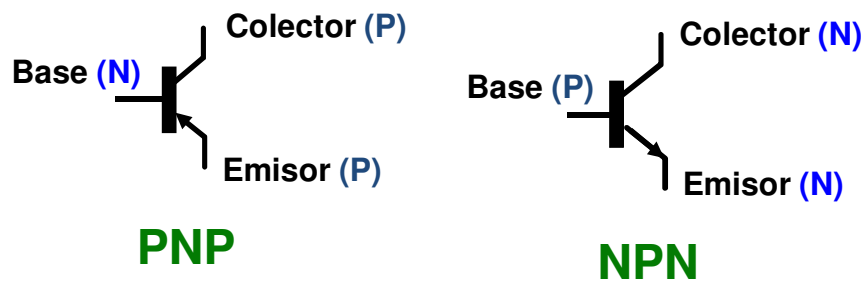 Colector (P)
Base (N)
Emisor (P)
PNP
Colector (N)
Base (P)
Emisor (N)
NPN